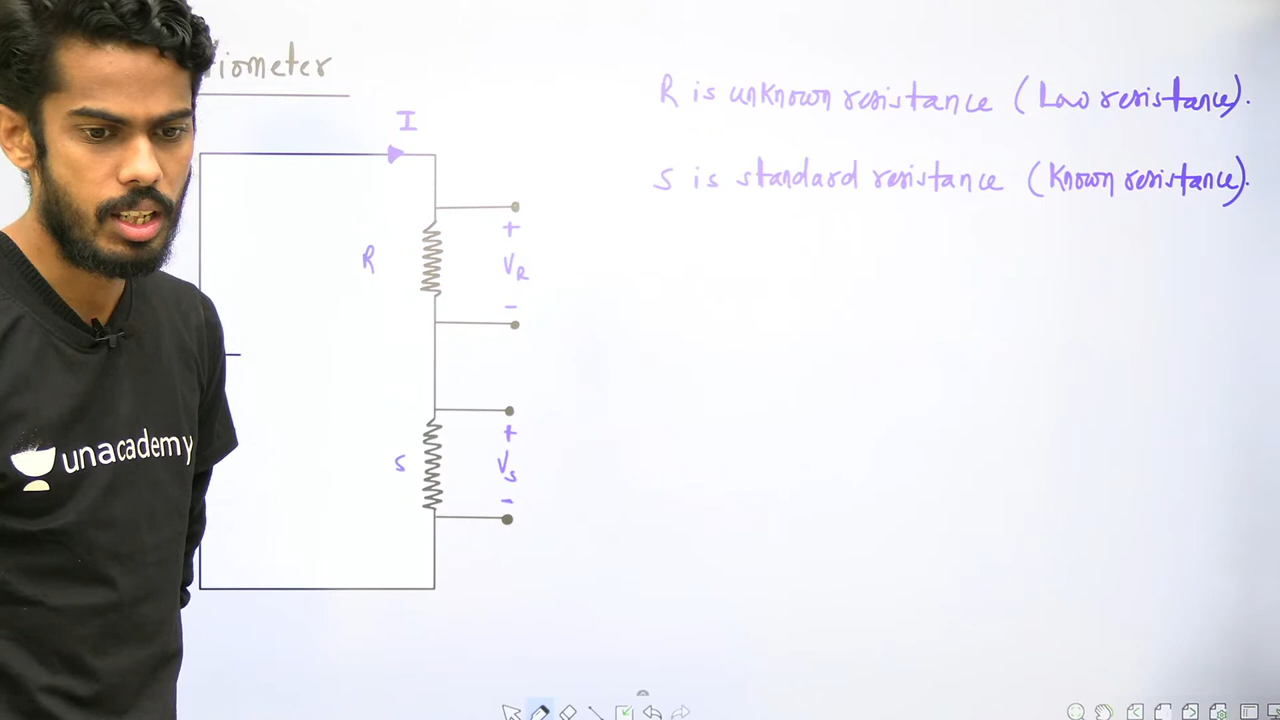 iometer
I
R is unknown resistance (Low resistance).
S is standard resistance (Known resistance).
R
+
VR
-
S
+
Vs
-
unacademy